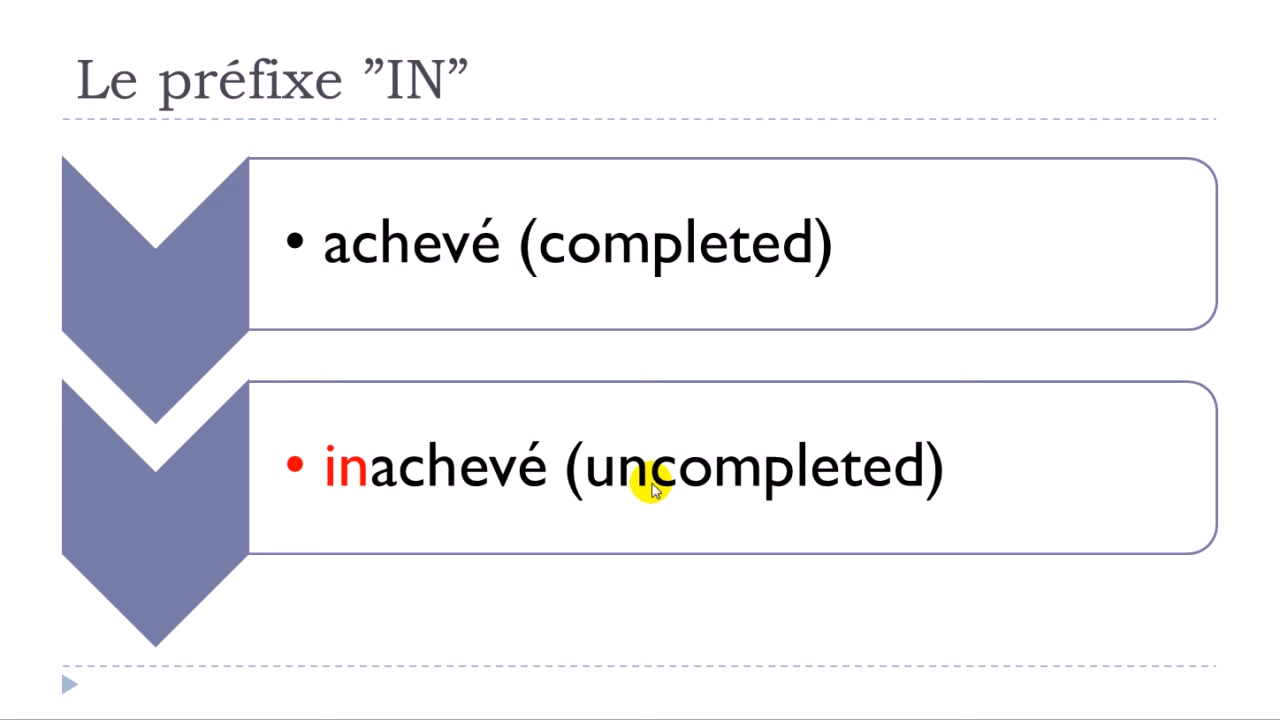 Le préfixe ”IN”
• achevé (completed)
• inachevé (uncompleted)